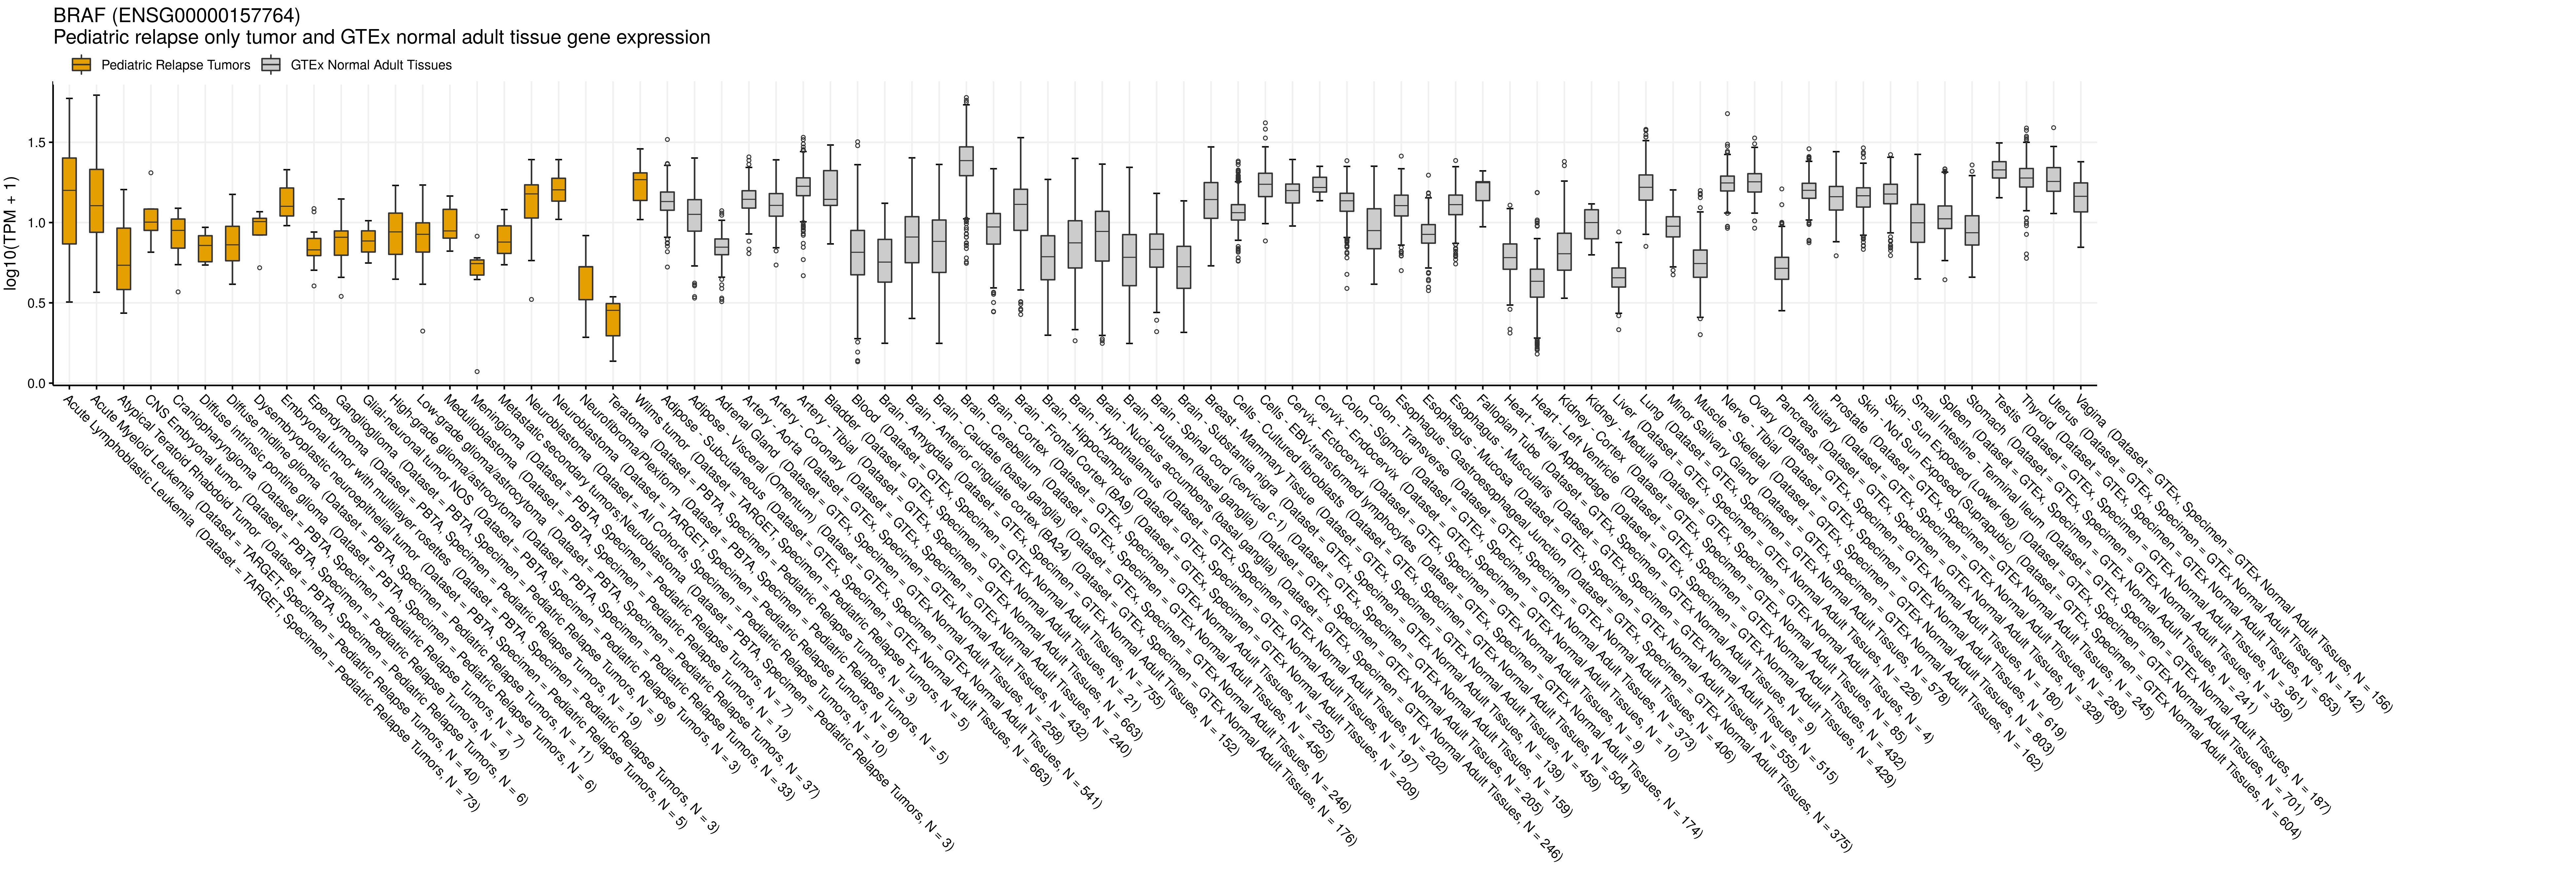 BRAF (ENSG00000157764)
Pediatric relapse only tumor and GTEx normal adult tissue gene expression
Pediatric Relapse Tumors
GTEx Normal Adult Tissues
log10(TPM + 1)
1.5
1.0
0.5
0.0
Acute Lymphoblastic Leukemia (Dataset = TARGET, Specimen = Pediatric Relapse Tumors, N = 73)
Acute Myeloid Leukemia (Dataset = TARGET, Specimen = Pediatric Relapse Tumors, N = 40)
Atypical Teratoid Rhabdoid Tumor (Dataset = PBTA, Specimen = Pediatric Relapse Tumors, N = 6)
CNS Embryonal tumor (Dataset = PBTA, Specimen = Pediatric Relapse Tumors, N = 7)
Craniopharyngioma (Dataset = PBTA, Specimen = Pediatric Relapse Tumors, N = 4)
Diffuse intrinsic pontine glioma (Dataset = PBTA, Specimen = Pediatric Relapse Tumors, N = 6)
Diffuse midline glioma (Dataset = PBTA, Specimen = Pediatric Relapse Tumors, N = 11)
Dysembryoplastic neuroepithelial tumor (Dataset = PBTA, Specimen = Pediatric Relapse Tumors, N = 5)
Embryonal tumor with multilayer rosettes (Dataset = PBTA, Specimen = Pediatric Relapse Tumors, N = 3)
Ependymoma (Dataset = PBTA, Specimen = Pediatric Relapse Tumors, N = 19)
Ganglioglioma (Dataset = PBTA, Specimen = Pediatric Relapse Tumors, N = 9)
Glial-neuronal tumor NOS (Dataset = PBTA, Specimen = Pediatric Relapse Tumors, N = 3)
High-grade glioma/astrocytoma (Dataset = PBTA, Specimen = Pediatric Relapse Tumors, N = 33)
Low-grade glioma/astrocytoma (Dataset = PBTA, Specimen = Pediatric Relapse Tumors, N = 37)
Medulloblastoma (Dataset = PBTA, Specimen = Pediatric Relapse Tumors, N = 13)
Meningioma (Dataset = PBTA, Specimen = Pediatric Relapse Tumors, N = 7)
Metastatic secondary tumors;Neuroblastoma (Dataset = PBTA, Specimen = Pediatric Relapse Tumors, N = 3)
Neuroblastoma (Dataset = All Cohorts, Specimen = Pediatric Relapse Tumors, N = 10)
Neuroblastoma (Dataset = TARGET, Specimen = Pediatric Relapse Tumors, N = 8)
Neurofibroma/Plexiform (Dataset = PBTA, Specimen = Pediatric Relapse Tumors, N = 5)
Teratoma (Dataset = PBTA, Specimen = Pediatric Relapse Tumors, N = 3)
Wilms tumor (Dataset = TARGET, Specimen = Pediatric Relapse Tumors, N = 5)
Adipose - Subcutaneous (Dataset = GTEx, Specimen = GTEx Normal Adult Tissues, N = 663)
Adipose - Visceral (Omentum) (Dataset = GTEx, Specimen = GTEx Normal Adult Tissues, N = 541)
Adrenal Gland (Dataset = GTEx, Specimen = GTEx Normal Adult Tissues, N = 258)
Artery - Aorta (Dataset = GTEx, Specimen = GTEx Normal Adult Tissues, N = 432)
Artery - Coronary (Dataset = GTEx, Specimen = GTEx Normal Adult Tissues, N = 240)
Artery - Tibial (Dataset = GTEx, Specimen = GTEx Normal Adult Tissues, N = 663)
Bladder (Dataset = GTEx, Specimen = GTEx Normal Adult Tissues, N = 21)
Blood (Dataset = GTEx, Specimen = GTEx Normal Adult Tissues, N = 755)
Brain - Amygdala (Dataset = GTEx, Specimen = GTEx Normal Adult Tissues, N = 152)
Brain - Anterior cingulate cortex (BA24) (Dataset = GTEx, Specimen = GTEx Normal Adult Tissues, N = 176)
Brain - Caudate (basal ganglia) (Dataset = GTEx, Specimen = GTEx Normal Adult Tissues, N = 246)
Brain - Cerebellum (Dataset = GTEx, Specimen = GTEx Normal Adult Tissues, N = 456)
Brain - Cortex (Dataset = GTEx, Specimen = GTEx Normal Adult Tissues, N = 255)
Brain - Frontal Cortex (BA9) (Dataset = GTEx, Specimen = GTEx Normal Adult Tissues, N = 209)
Brain - Hippocampus (Dataset = GTEx, Specimen = GTEx Normal Adult Tissues, N = 197)
Brain - Hypothalamus (Dataset = GTEx, Specimen = GTEx Normal Adult Tissues, N = 202)
Brain - Nucleus accumbens (basal ganglia) (Dataset = GTEx, Specimen = GTEx Normal Adult Tissues, N = 246)
Brain - Putamen (basal ganglia) (Dataset = GTEx, Specimen = GTEx Normal Adult Tissues, N = 205)
Brain - Spinal cord (cervical c-1) (Dataset = GTEx, Specimen = GTEx Normal Adult Tissues, N = 159)
Brain - Substantia nigra (Dataset = GTEx, Specimen = GTEx Normal Adult Tissues, N = 139)
Breast - Mammary Tissue (Dataset = GTEx, Specimen = GTEx Normal Adult Tissues, N = 459)
Cells - Cultured fibroblasts (Dataset = GTEx, Specimen = GTEx Normal Adult Tissues, N = 504)
Cells - EBV-transformed lymphocytes (Dataset = GTEx, Specimen = GTEx Normal Adult Tissues, N = 174)
Cervix - Ectocervix (Dataset = GTEx, Specimen = GTEx Normal Adult Tissues, N = 9)
Cervix - Endocervix (Dataset = GTEx, Specimen = GTEx Normal Adult Tissues, N = 10)
Colon - Sigmoid (Dataset = GTEx, Specimen = GTEx Normal Adult Tissues, N = 373)
Colon - Transverse (Dataset = GTEx, Specimen = GTEx Normal Adult Tissues, N = 406)
Esophagus - Gastroesophageal Junction (Dataset = GTEx, Specimen = GTEx Normal Adult Tissues, N = 375)
Esophagus - Mucosa (Dataset = GTEx, Specimen = GTEx Normal Adult Tissues, N = 555)
Esophagus - Muscularis (Dataset = GTEx, Specimen = GTEx Normal Adult Tissues, N = 515)
Fallopian Tube (Dataset = GTEx, Specimen = GTEx Normal Adult Tissues, N = 9)
Heart - Atrial Appendage (Dataset = GTEx, Specimen = GTEx Normal Adult Tissues, N = 429)
Heart - Left Ventricle (Dataset = GTEx, Specimen = GTEx Normal Adult Tissues, N = 432)
Kidney - Cortex (Dataset = GTEx, Specimen = GTEx Normal Adult Tissues, N = 85)
Kidney - Medulla (Dataset = GTEx, Specimen = GTEx Normal Adult Tissues, N = 4)
Liver (Dataset = GTEx, Specimen = GTEx Normal Adult Tissues, N = 226)
Lung (Dataset = GTEx, Specimen = GTEx Normal Adult Tissues, N = 578)
Minor Salivary Gland (Dataset = GTEx, Specimen = GTEx Normal Adult Tissues, N = 162)
Muscle - Skeletal (Dataset = GTEx, Specimen = GTEx Normal Adult Tissues, N = 803)
Nerve - Tibial (Dataset = GTEx, Specimen = GTEx Normal Adult Tissues, N = 619)
Ovary (Dataset = GTEx, Specimen = GTEx Normal Adult Tissues, N = 180)
Pancreas (Dataset = GTEx, Specimen = GTEx Normal Adult Tissues, N = 328)
Pituitary (Dataset = GTEx, Specimen = GTEx Normal Adult Tissues, N = 283)
Prostate (Dataset = GTEx, Specimen = GTEx Normal Adult Tissues, N = 245)
Skin - Not Sun Exposed (Suprapubic) (Dataset = GTEx, Specimen = GTEx Normal Adult Tissues, N = 604)
Skin - Sun Exposed (Lower leg) (Dataset = GTEx, Specimen = GTEx Normal Adult Tissues, N = 701)
Small Intestine - Terminal Ileum (Dataset = GTEx, Specimen = GTEx Normal Adult Tissues, N = 187)
Spleen (Dataset = GTEx, Specimen = GTEx Normal Adult Tissues, N = 241)
Stomach (Dataset = GTEx, Specimen = GTEx Normal Adult Tissues, N = 359)
Testis (Dataset = GTEx, Specimen = GTEx Normal Adult Tissues, N = 361)
Thyroid (Dataset = GTEx, Specimen = GTEx Normal Adult Tissues, N = 653)
Uterus (Dataset = GTEx, Specimen = GTEx Normal Adult Tissues, N = 142)
Vagina (Dataset = GTEx, Specimen = GTEx Normal Adult Tissues, N = 156)